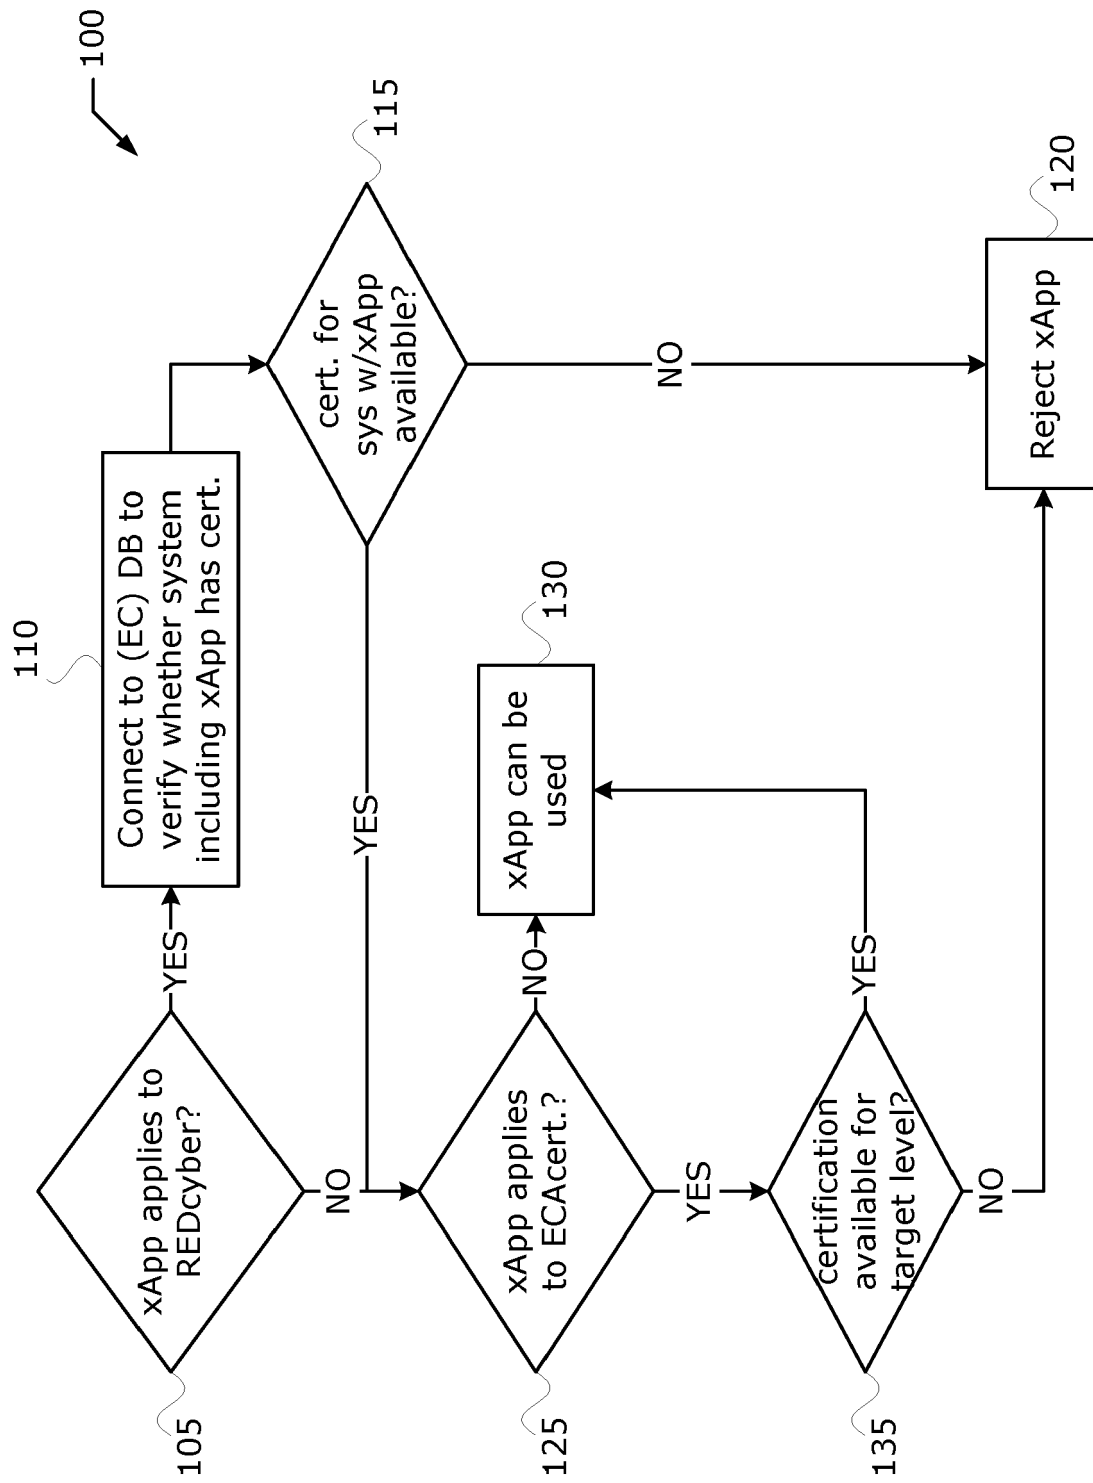 100
105
xApp applies to
REDcyber?
YES
NO
110
Connect to (EC) DB to
verify whether system
including xApp has cert.
115
cert. for
sys w/xApp
available?
YES
NO
125
xApp applies
to ECAcert.?
NO
YES
130
xApp can be
used
135
certification
available for
target level?
YES
NO
120
Reject xApp